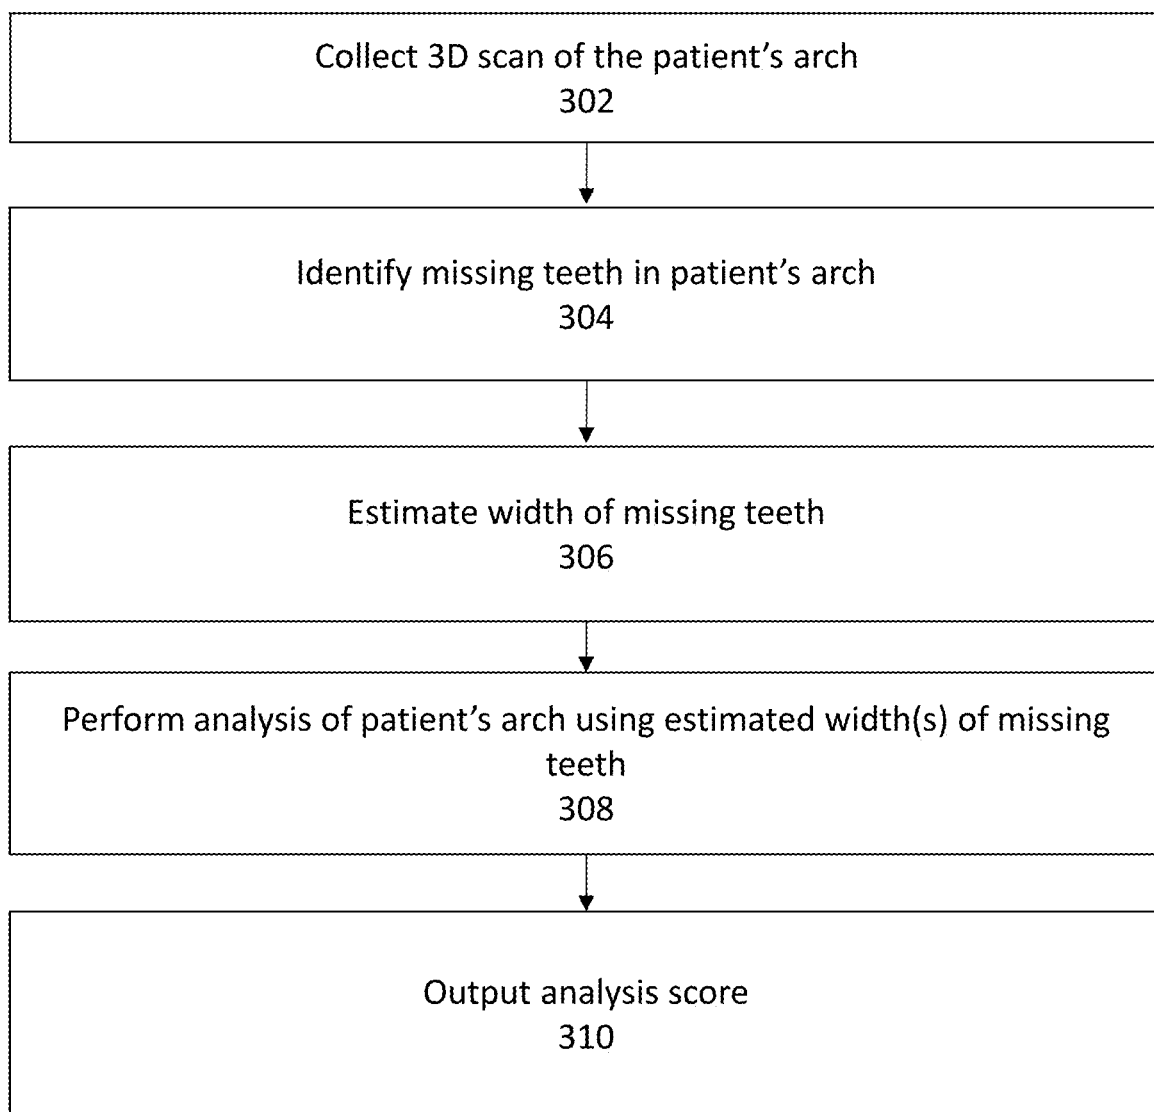 Collect 3D scan of the patient’s arch
302
Identify missing teeth in patient’s arch
304
Estimate width of missing teeth
306
Perform analysis of patient’s arch using estimated width(s) of missing
teeth
308
Output analysis score
310